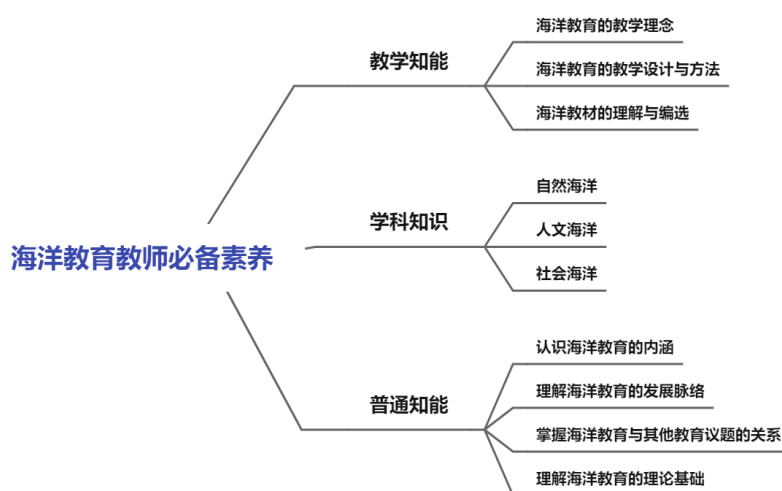 海洋教育教师必备素养
教学知能
海洋教育的教学理念
海洋教育的教学设计与方法
海洋教材的理解与编选
学科知识
自然海洋
人文海洋
社会海洋
普通知能
认识海洋教育的内涵
理解海洋教育的发展脉络
掌握海洋教育与其他教育议题的关系
理解海洋教育的理论基础